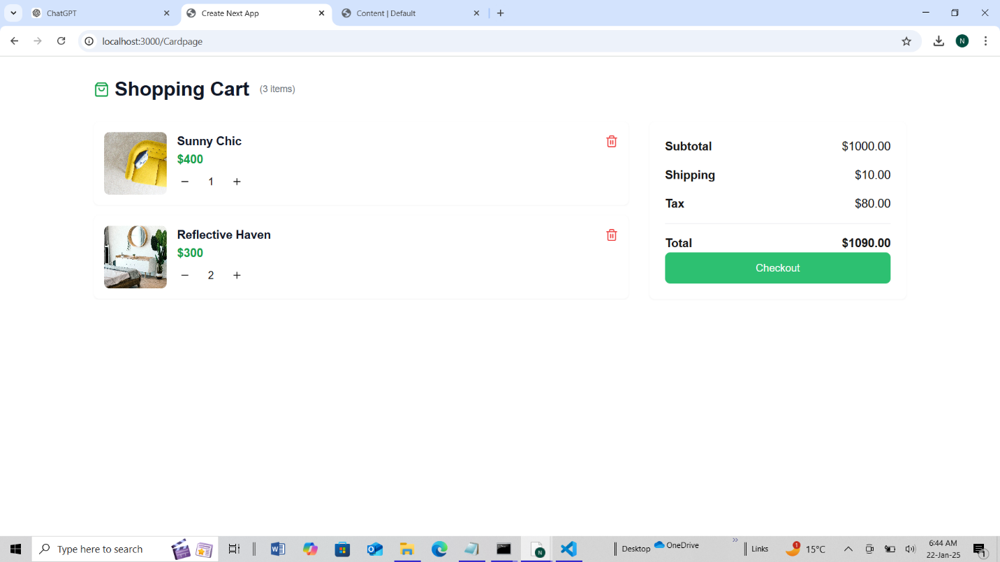 ChatGPT
Create Next App
Content | Default
localhost:3000/Cardpage
N
Shopping Cart (3 items)
Sunny Chic
$400
1
Reflective Haven
$300
2
Subtotal $1000.00
Shipping $10.00
Tax $80.00
Total $1090.00
Checkout
Type here to search
Desktop
OneDrive
Links
1
15°C
6:44 AM
22-Jan-25
1
N